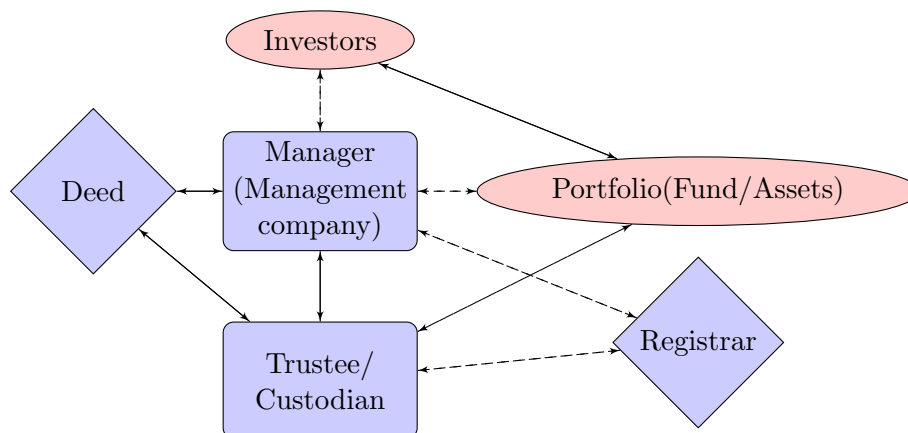 Investors
Manager
(Management
company)
Deed
Portfolio(Fund/Assets)
Registrar
Trustee/
Custodian